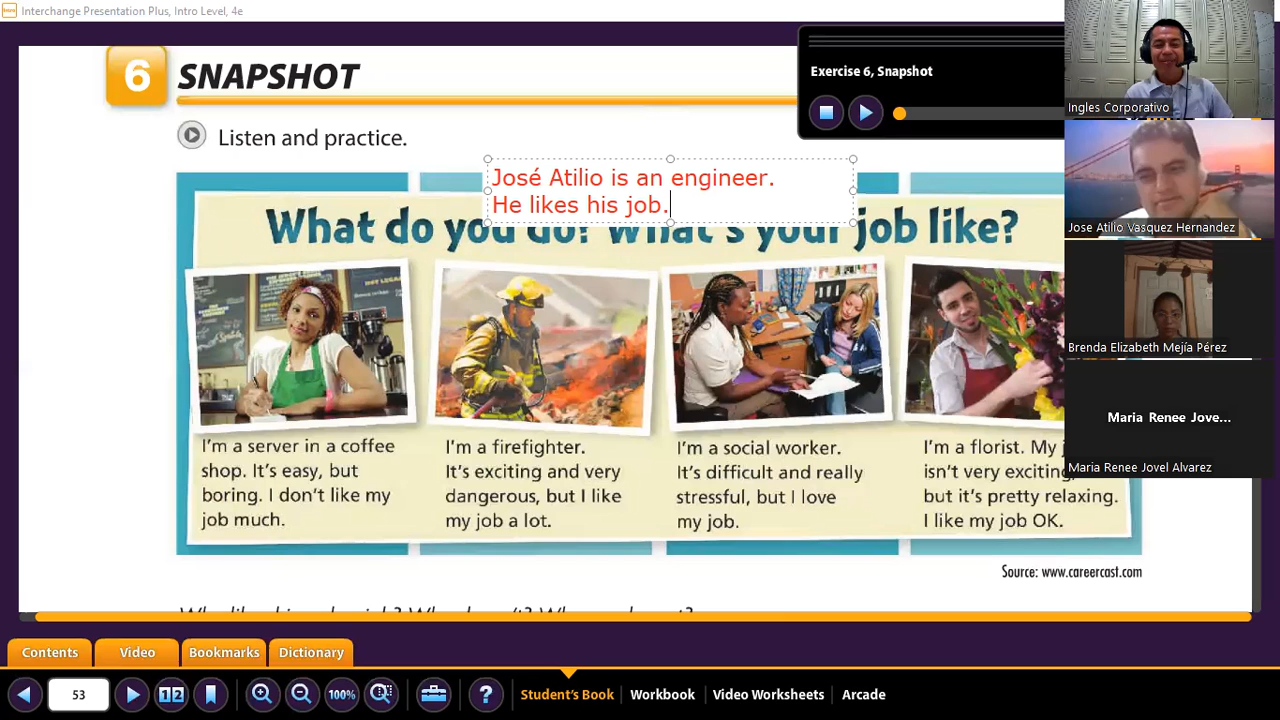 Interchange Presentation Plus, Intro Level, 4e
6 SNAPSHOT
Exercise 6, Snapshot
Listen and practice.
José Atilio is an engineer.
He likes his job.
What do you do? What's your job like?
I'm a server in a coffee
shop. It's easy, but
boring. I don't like my
job much.
I'm a firefighter.
It's exciting and very
dangerous, but I like
my job a lot.
I'm a social worker.
It's difficult and really
stressful, but I love
my job.
I'm a florist. My
isn't very exciting,
but it's pretty relaxing.
I like my job OK.
Source: www.careercast.com
Ingles Corporativo
Jose Atilio Vasquez Hernandez
Brenda Elizabeth Mejía Pérez
Maria Renee Jove...
Maria Renee Jovel Alvarez
Contents
Video
Bookmarks
Dictionary
53
12
100%
?
Student's Book
Workbook
Video Worksheets
Arcade